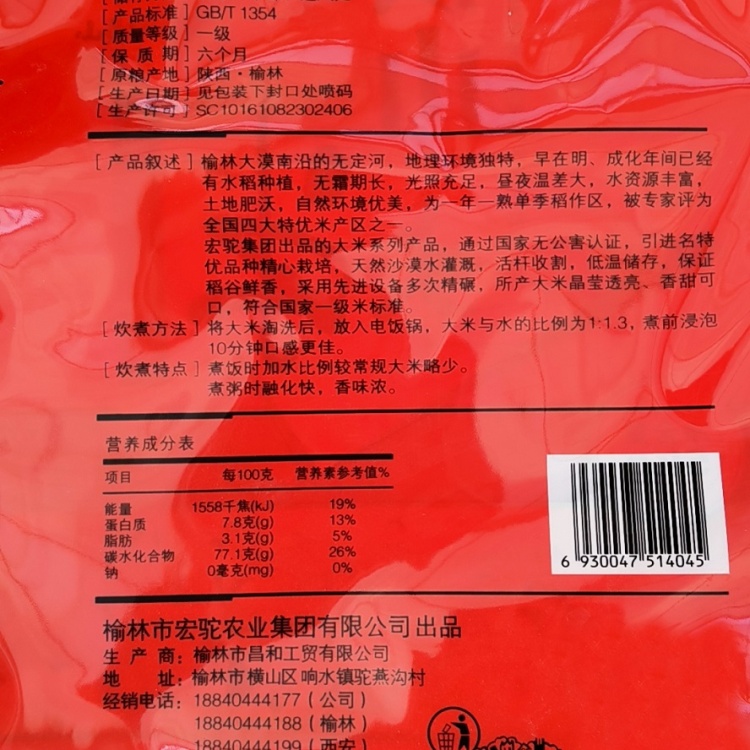 [产品标准] GB/T 1354
[质量等级] 一级
[保 质 期] 六个月
[原粮产地] 陕西·榆林
[生产日期] 见包装下封口处喷码
[生产许可] SC10161082302406
[产品叙述] 榆林大漠南沿的无定河，地理环境独特，早在明、成化年间已经
有水稻种植，无霜期长，光照充足，昼夜温差大，水资源丰富，
土地肥沃，自然环境优美，为一年一熟单季稻作区，被专家评为
全国四大特优米产区之一。
宏驼集团出品的大米系列产品，通过国家无公害认证，引进名特
优品种精心栽培，天然沙漠水灌溉，活杆收割，低温储存，保证
稻谷鲜香，采用先进设备多次精碾，所产大米晶莹透亮、香甜可
口，符合国家一级米标准。
[炊煮方法] 将大米淘洗后，放入电饭锅，大米与水的比例为1:1.3，煮前浸泡
10分钟口感更佳。
[炊煮特点] 煮饭时加水比例较常规大米略少。
煮粥时融化快，香味浓。
营养成分表
项目 每100克 营养素参考值%
能量 1558千焦(kJ) 19%
蛋白质 7.8克(g) 13%
脂肪 3.1克(g) 5%
碳水化合物 77.1克(g) 26%
钠 0毫克(mg) 0%
6 930047 514045
榆林市宏驼农业集团有限公司出品
生 产 商：榆林市昌和工贸有限公司
地 址：榆林市横山区响水镇驼燕沟村
经销电话：18840444177（公司）
18840444188（榆林）
18840444199（西安）